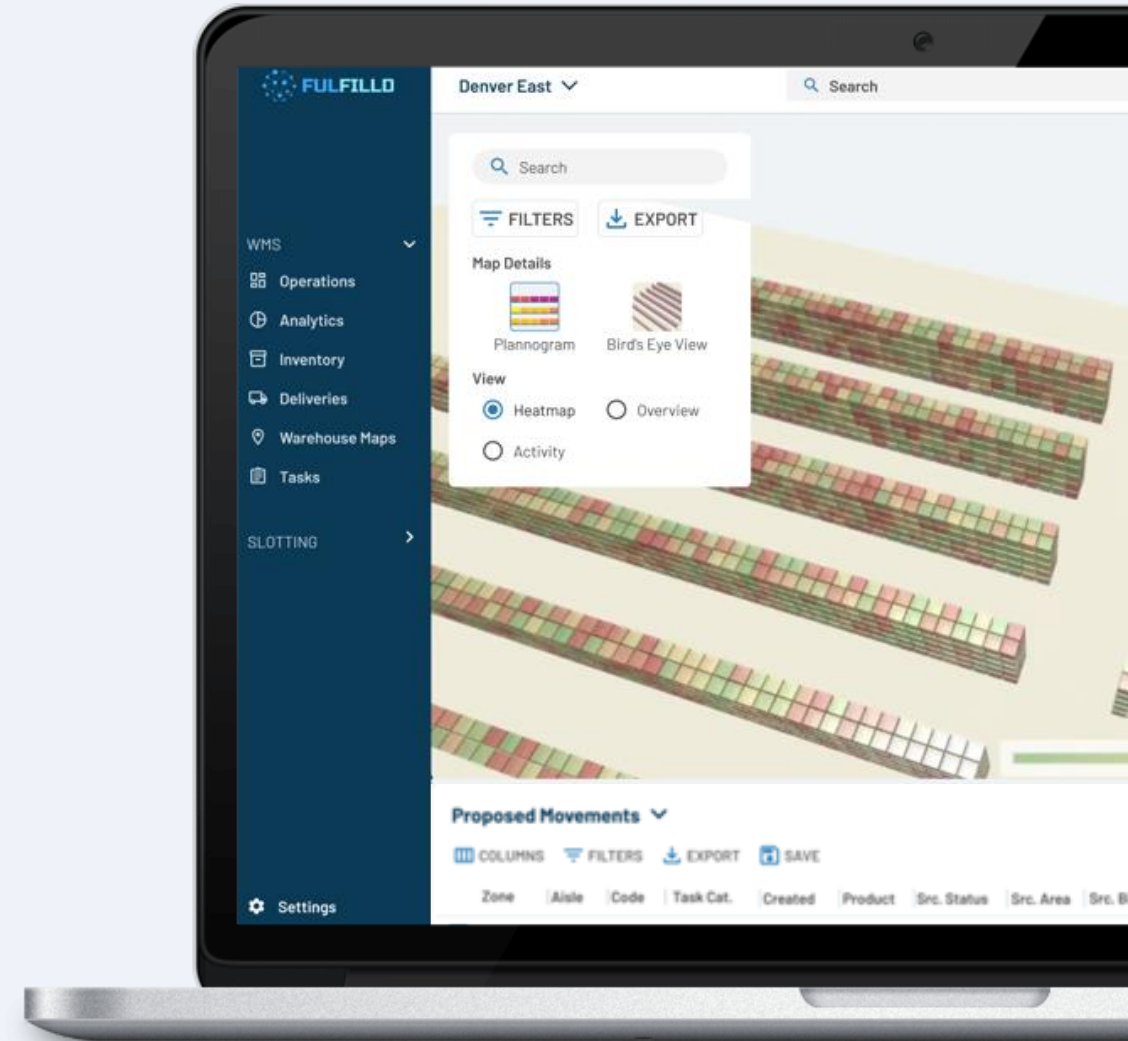 FULFILLD
Denver East
Search
Search
FILTERS EXPORT
Map Details
Plannogram Bird's Eye View
View
Heatmap Overview
Activity
WMS
Operations
Analytics
Inventory
Deliveries
Warehouse Maps
Tasks
SLOTTING
Settings
Proposed Movements
COLUMNS FILTERS EXPORT SAVE
Zone Aisle Code Task Cat. Created Product Src. Status Src. Area Src. B